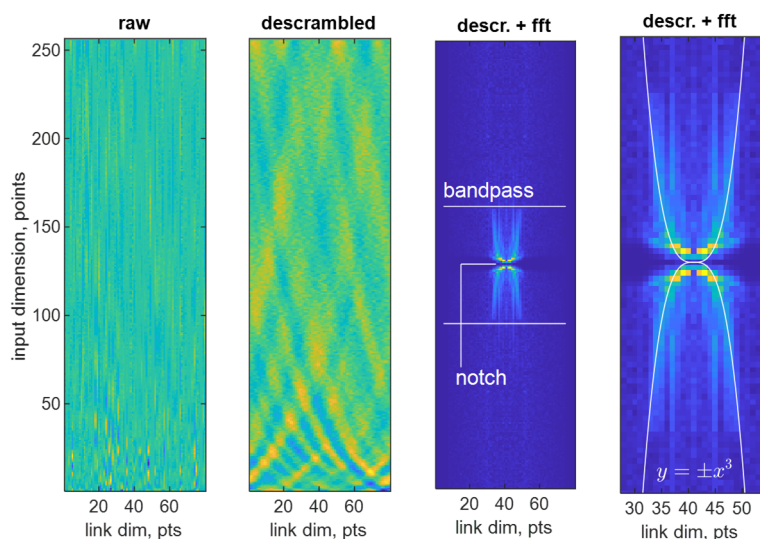 raw
descrambled
descr. + fft
descr. + fft
input dimension, points
250
200
150
100
50
20 40 60
link dim, pts
20 40 60
link dim, pts
bandpass
notch
20 40 60
link dim, pts
y = ±x³
30 35 40 45 50
link dim, pts